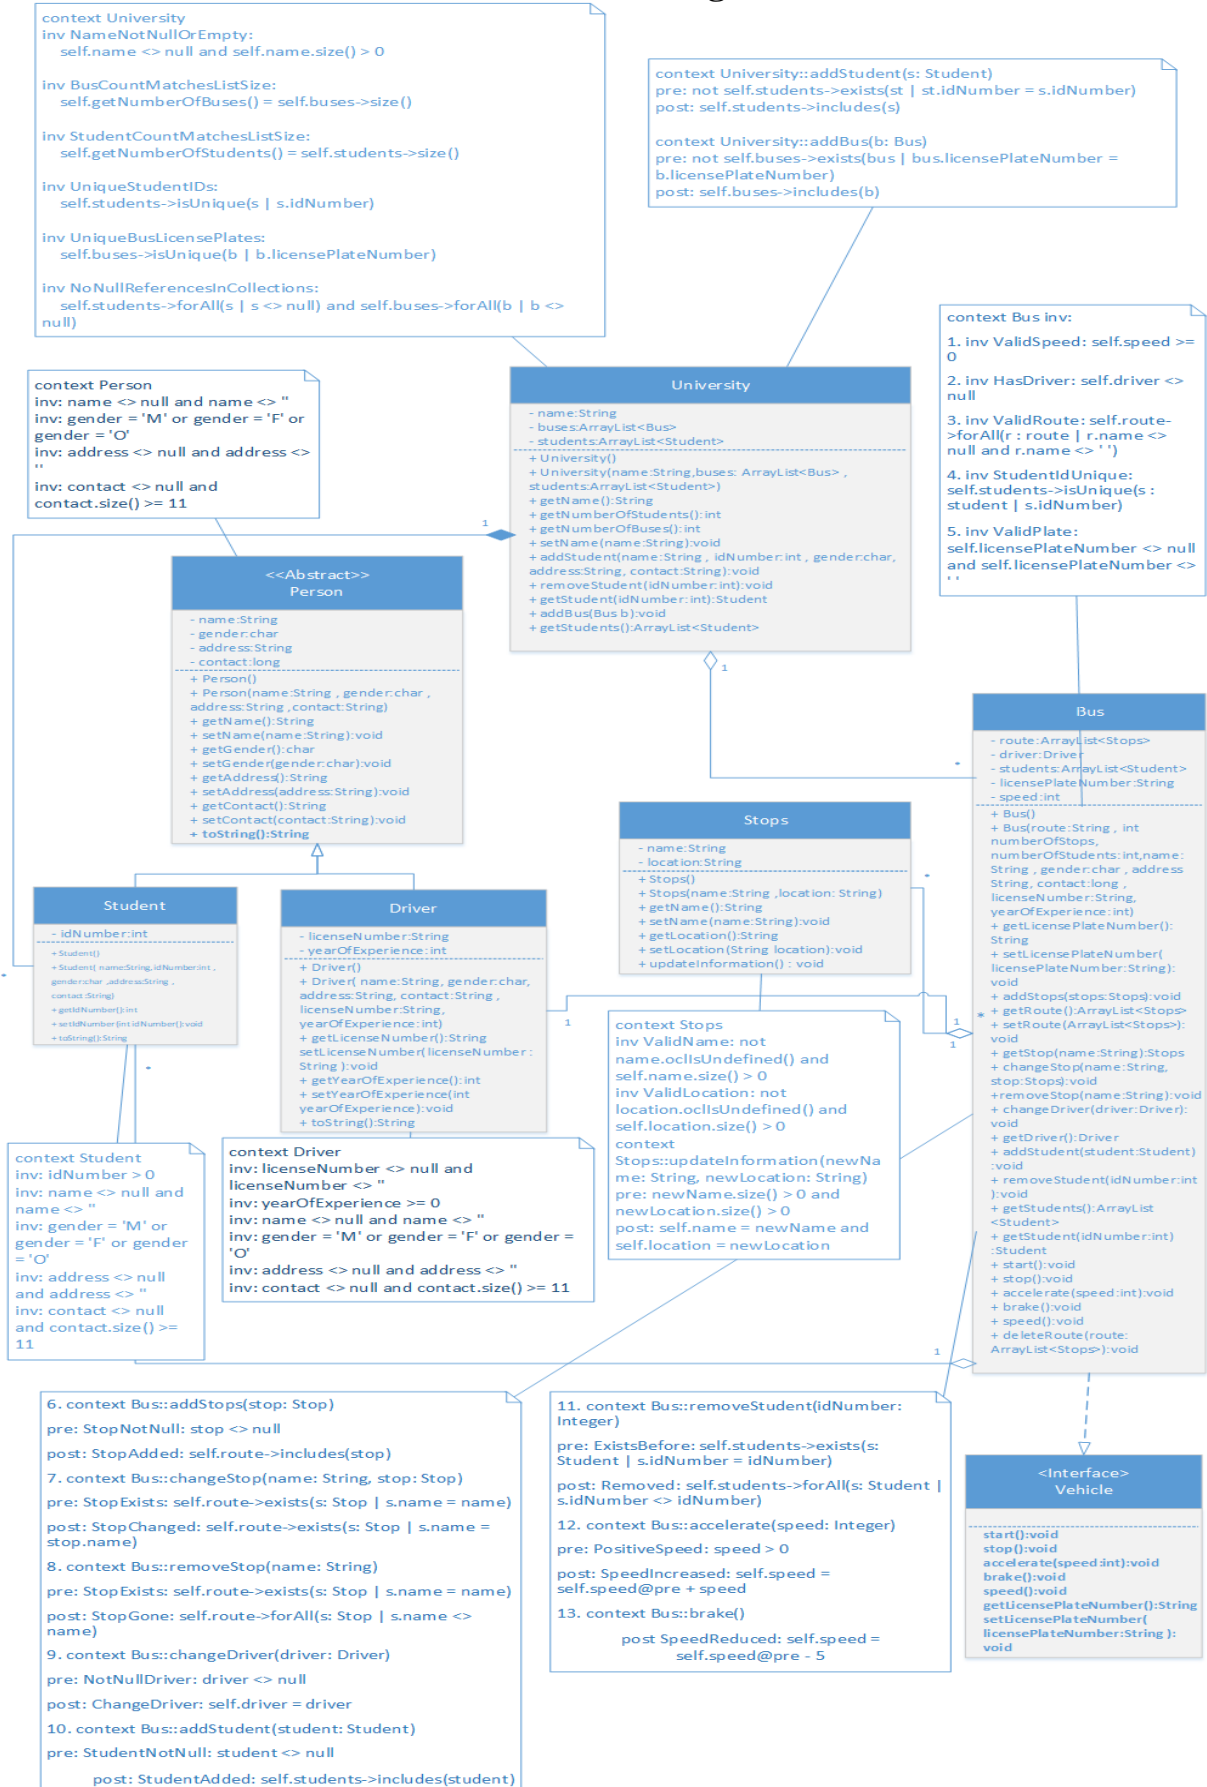 context University
inv NameNotNullOrEmpty:
self.name <> null and self.name.size() > 0
inv BusCountMatchesListSize:
self.getNumberOfBuses() = self.buses->size()
inv StudentCountMatchesListSize:
self.getNumberOfStudents() = self.students->size()
inv UniqueStudentIDs:
self.students->isUnique(s | s.idNumber)
inv UniqueBusLicensePlates:
self.buses->isUnique(b | b.licensePlateNumber)
inv NoNullReferencesInCollections:
self.students->forAll(s | s <> null) and self.buses->forAll(b | b <>
null)
context University::addStudent(s: Student)
pre: not self.students->exists(st | st.idNumber = s.idNumber)
post: self.students->includes(s)
context University::addBus(b: Bus)
pre: not self.buses->exists(bus | bus.licensePlateNumber =
b.licensePlateNumber)
post: self.buses->includes(b)
context Bus inv:
1. inv ValidSpeed: self.speed >=
0
2. inv HasDriver: self.driver <>
null
3. inv ValidRoute: self.route-
>forAll(r : route | r.name <>
null and r.name <> ' ')
4. inv StudentIdUnique:
self.students->isUnique(s :
student | s.idNumber)
5. inv ValidPlate:
self.licensePlateNumber <> null
and self.licensePlateNumber <>
' '
context Person
inv: name <> null and name <> ''
inv: gender = 'M' or gender = 'F' or
gender = 'O'
inv: address <> null and address <>
''
inv: contact <> null and
contact.size() >= 11
University
- name:String
- buses:ArrayList<Bus>
- students:ArrayList<Student>
+ University()
+ University(name:String,buses: ArrayList<Bus> ,
students:ArrayList<Student>)
+ getName():String
+ getNumberOfStudents():int
+ getNumberOfBuses():int
+ setName(name:String):void
+ addStudent(name:String , idNumber:int , gender:char,
address:String, contact:String):void
+ removeStudent(idNumber:int):void
+ getStudent(idNumber:int):Student
+ addBus(Bus b):void
+ getStudents():ArrayList<Student>
1
1
*
<<Abstract>>
Person
- name:String
- gender:char
- address:String
- contact:long
+ Person()
+ Person(name:String , gender:char ,
address:String ,contact:String)
+ getName():String
+ setName(name:String):void
+ getGender():char
+ setGender(gender:char):void
+ getAddress():String
+ setAddress(address:String):void
+ getContact():String
+ setContact(contact:String):void
+ toString():String
Bus
- route:ArrayList<Stops>
- driver:Driver
- students:ArrayList<Student>
- licensePlateNumber:String
- speed:int
+ Bus()
+ Bus(route:String , int
numberOfStops,
numberOfStudents:int,name:
String , gender:char , address
String, contact:long ,
licenseNumber:String,
yearOfExperience:int)
+ getLicensePlateNumber():
String
+ setLicensePlateNumber(
licensePlateNumber:String):
void
+ addStops(stops:Stops):void
+ getRoute():ArrayList<Stops>
+ setRoute(ArrayList<Stops>):
void
+ getStop(name:String):Stops
+ changeStop(name:String,
stop:Stops):void
+removeStop(name:String):void
+ changeDriver(driver:Driver):
void
+ getDriver():Driver
+ addStudent(student:Student)
:void
+ removeStudent(idNumber:int
):void
+ getStudents():ArrayList
<Student>
+ getStudent(idNumber:int)
:Student
+ start():void
+ stop():void
+ accelerate(speed:int):void
+ brake():void
+ speed():void
+ deleteRoute(route:
ArrayList<Stops>):void
Stops
- name:String
- location:String
+ Stops()
+ Stops(name:String ,location: String)
+ getName():String
+ setName(name:String):void
+ getLocation():String
+ setLocation(String location):void
+ updateInformation() : void
*
Student
- idNumber:int
+ Student()
+ Student( name:String,idNumber:int ,
gender:char ,address:String ,
contact:String)
+ getIdNumber():int
+ setIdNumber(int idNumber():void
+ toString():String
*
*
Driver
- licenseNumber:String
- yearOfExperience:int
+ Driver()
+ Driver( name:String, gender:char,
address:String, contact:String ,
licenseNumber:String,
yearOfExperience:int)
+ getLicenseNumber():String
setLicenseNumber( licenseNumber :
String ):void
+ getYearOfExperience():int
+ setYearOfExperience(int
yearOfExperience):void
+ toString():String
1
1
*
1
context Stops
inv ValidName: not
name.oclIsUndefined() and
self.name.size() > 0
inv ValidLocation: not
location.oclIsUndefined() and
self.location.size() > 0
context
Stops::updateInformation(newNa
me: String, newLocation: String)
pre: newName.size() > 0 and
newLocation.size() > 0
post: self.name = newName and
self.location = newLocation
context Student
inv: idNumber > 0
inv: name <> null and
name <> ''
inv: gender = 'M' or
gender = 'F' or gender
= 'O'
inv: address <> null
and address <> ''
inv: contact <> null
and contact.size() >=
11
context Driver
inv: licenseNumber <> null and
licenseNumber <> ''
inv: yearOfExperience >= 0
inv: name <> null and name <> ''
inv: gender = 'M' or gender = 'F' or gender =
'O'
inv: address <> null and address <> ''
inv: contact <> null and contact.size() >= 11
1
6. context Bus::addStops(stop: Stop)
pre: StopNotNull: stop <> null
post: StopAdded: self.route->includes(stop)
7. context Bus::changeStop(name: String, stop: Stop)
pre: StopExists: self.route->exists(s: Stop | s.name = name)
post: StopChanged: self.route->exists(s: Stop | s.name =
stop.name)
8. context Bus::removeStop(name: String)
pre: StopExists: self.route->exists(s: Stop | s.name = name)
post: StopGone: self.route->forAll(s: Stop | s.name <>
name)
9. context Bus::changeDriver(driver: Driver)
pre: NotNullDriver: driver <> null
post: ChangeDriver: self.driver = driver
10. context Bus::addStudent(student: Student)
pre: StudentNotNull: student <> null
post: StudentAdded: self.students->includes(student)
11. context Bus::removeStudent(idNumber:
Integer)
pre: ExistsBefore: self.students->exists(s:
Student | s.idNumber = idNumber)
post: Removed: self.students->forAll(s: Student |
s.idNumber <> idNumber)
12. context Bus::accelerate(speed: Integer)
pre: PositiveSpeed: speed > 0
post: SpeedIncreased: self.speed =
self.speed@pre + speed
13. context Bus::brake()
post SpeedReduced: self.speed =
self.speed@pre - 5
<Interface>
Vehicle
start():void
stop():void
accelerate(speed:int):void
brake():void
speed():void
getLicensePlateNumber():String
setLicensePlateNumber(
licensePlateNumber:String ):
void